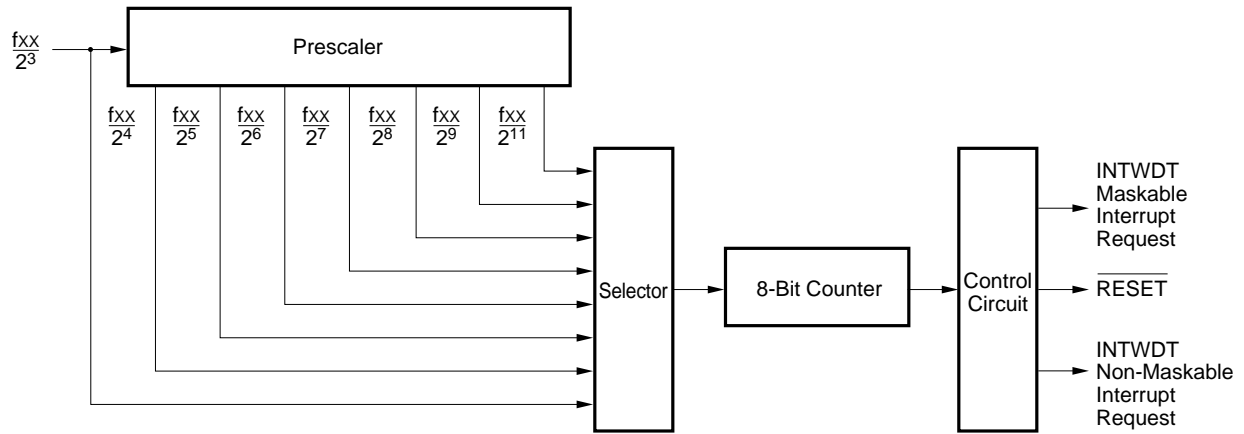 fxx
2³
Prescaler
fxx
2⁴
fxx
2⁵
fxx
2⁶
fxx
2⁷
fxx
2⁸
fxx
2⁹
fxx
2¹¹
Selector
8-Bit Counter
Control
Circuit
INTWDT
Maskable
Interrupt
Request
RESET
INTWDT
Non-Maskable
Interrupt
Request